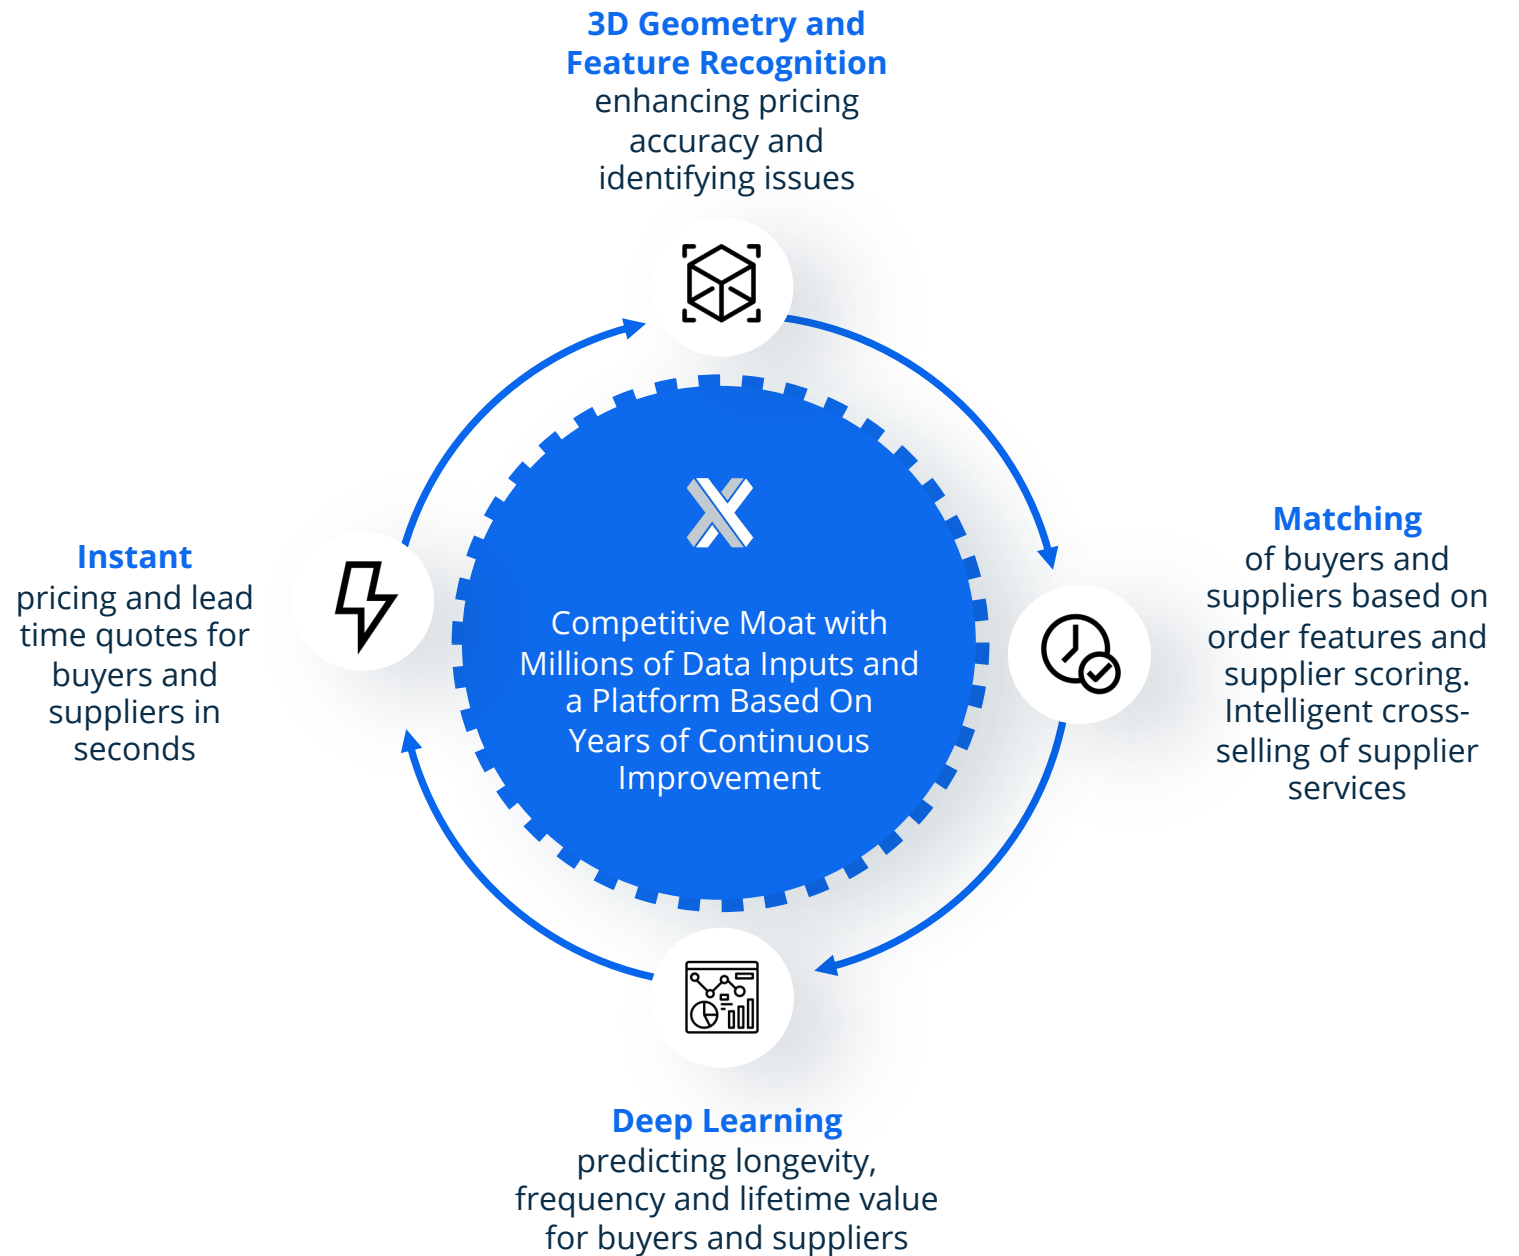 3D Geometry and
Feature Recognition
enhancing pricing
accuracy and
identifying issues
Instant
pricing and lead
time quotes for
buyers and
suppliers in
seconds
Competitive Moat with
Millions of Data Inputs and
a Platform Based On
Years of Continuous
Improvement
Matching
of buyers and
suppliers based on
order features and
supplier scoring.
Intelligent cross-
selling of supplier
services
Deep Learning
predicting longevity,
frequency and lifetime value
for buyers and suppliers